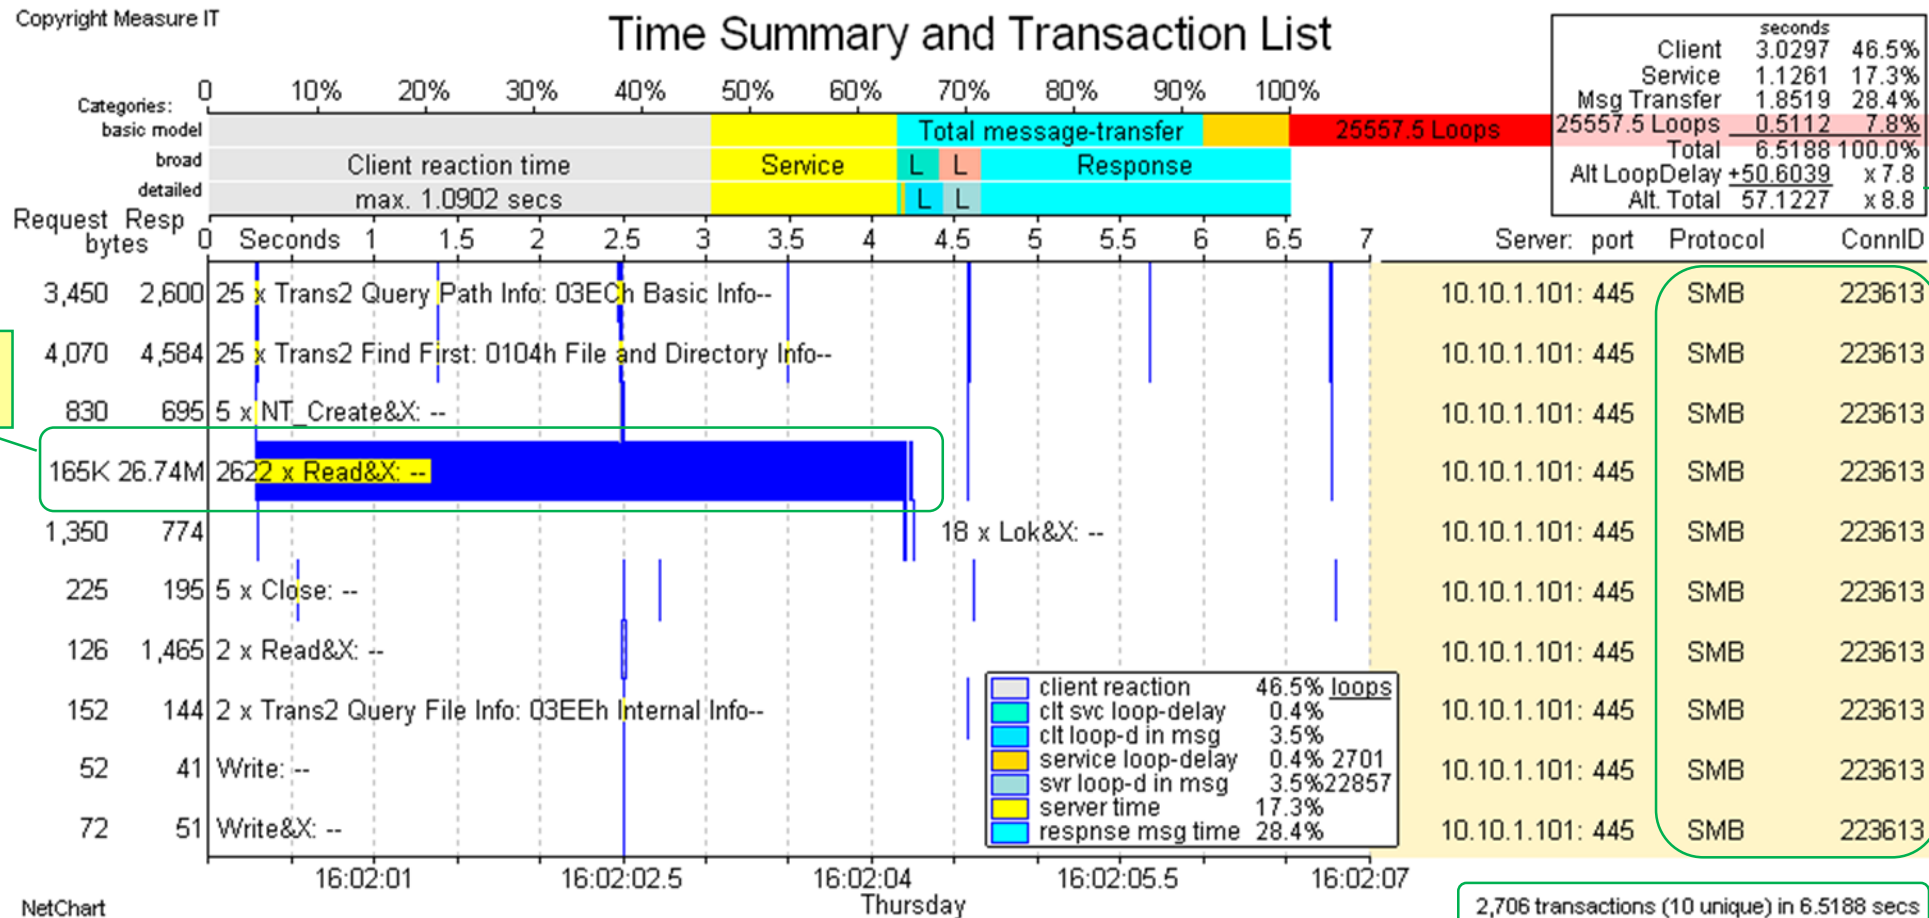 Copyright Measure IT
Time Summary and Transaction List
seconds
Client 3.0297 46.5%
Service 1.1261 17.3%
Msg Transfer 1.8519 28.4%
25557.5 Loops 0.5112 7.8%
Total 6.5188 100.0%
Alt LoopDelay +50.6039 x 7.8
Alt. Total 57.1227 x 8.8
Categories: 0 10% 20% 30% 40% 50% 60% 70% 80% 90% 100%
basic model Total message-transfer 25557.5 Loops
broad Client reaction time Service L L Response
detailed max. 1.0902 secs L L
Request Resp
bytes 0 Seconds 1 1.5 2 2.5 3 3.5 4 4.5 5 5.5 6 6.5 7 Server: port Protocol ConnID
3,450 2,600 25 x Trans2 Query Path Info: 03ECh Basic Info-- 10.10.1.101: 445 SMB 223613
4,070 4,584 25 x Trans2 Find First: 0104h File and Directory Info-- 10.10.1.101: 445 SMB 223613
830 695 5 x NT_Create&X: -- 10.10.1.101: 445 SMB 223613
165K 26.74M 2622 x Read&X: -- 10.10.1.101: 445 SMB 223613
1,350 774 18 x Lok&X: -- 10.10.1.101: 445 SMB 223613
225 195 5 x Close: -- 10.10.1.101: 445 SMB 223613
126 1,465 2 x Read&X: -- 10.10.1.101: 445 SMB 223613
152 144 2 x Trans2 Query File Info: 03EEh Internal Info-- 10.10.1.101: 445 SMB 223613
52 41 Write: -- 10.10.1.101: 445 SMB 223613
72 51 Write&X: -- 10.10.1.101: 445 SMB 223613
client reaction 46.5% loops
clt svc loop-delay 0.4%
clt loop-d in msg 3.5%
service loop-delay 0.4% 2701
svr loop-d in msg 3.5% 22857
server time 17.3%
respnse msg time 28.4%
16:02:01 16:02:02.5 16:02:04 16:02:05.5 16:02:07
Thursday
NetChart
2,706 transactions (10 unique) in 6.5188 secs